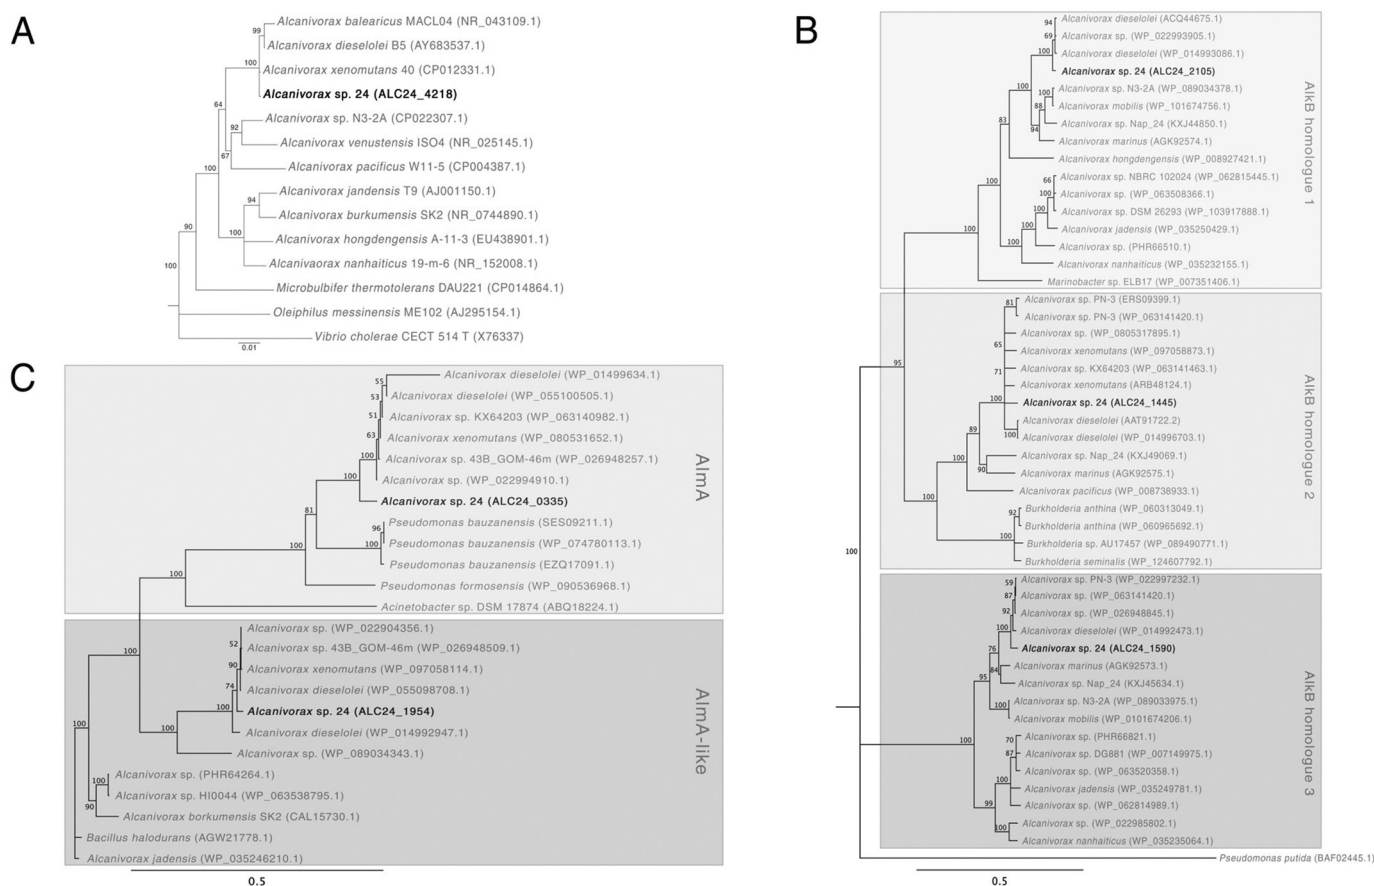 A
Alcanivorax balearicus MACL04 (NR_043109.1)
99
Alcanivorax dieselolei B5 (AY683537.1)
100
Alcanivorax xenomutans 40 (CP012331.1)
Alcanivorax sp. 24 (ALC24_4218)
64
Alcanivorax sp. N3-2A (CP022307.1)
92
Alcanivorax venustensis ISO4 (NR_025145.1)
67
Alcanivorax pacificus W11-5 (CP004387.1)
100
Alcanivorax jandensis T9 (AJ001150.1)
94
Alcanivorax burkumensis SK2 (NR_0744890.1)
90
Alcanivorax hongdengensis A-11-3 (EU438901.1)
100
Alcanivaorax nanhaiticus 19-m-6 (NR_152008.1)
100
Microbulbifer thermotolerans DAU221 (CP014864.1)
Oleiphilus messinensis ME102 (AJ295154.1)
Vibrio cholerae CECT 514 T (X76337)
0.01
B
94
Alcanivorax dieselolei (ACQ44675.1)
69
Alcanivorax sp. (WP_022993905.1)
100
Alcanivorax dieselolei (WP_014993086.1)
Alcanivorax sp. 24 (ALC24_2105)
100
Alcanivorax sp. N3-2A (WP_089034378.1)
100
88
Alcanivorax mobilis (WP_101674756.1)
83
94
Alcanivorax sp. Nap_24 (KXJ44850.1)
Alcanivorax marinus (AGK92574.1)
Alcanivorax hongdengensis (WP_008927421.1)
66
Alcanivorax sp. NBRC 102024 (WP_062815445.1)
100
100
Alcanivorax sp. (WP_063508366.1)
100
Alcanivorax sp. DSM 26293 (WP_103917888.1)
100
Alcanivorax jadensis (WP_035250429.1)
100
Alcanivorax sp. (PHR66510.1)
Alcanivorax nanhaiticus (WP_035232155.1)
Marinobacter sp. ELB17 (WP_007351406.1)
AlkB homologue 1
81
Alcanivorax sp. PN-3 (ERS09399.1)
Alcanivorax sp. PN-3 (WP_063141420.1)
Alcanivorax sp. (WP_0805317895.1)
65
Alcanivorax xenomutans (WP_097058873.1)
95
71
Alcanivorax sp. KX64203 (WP_063141463.1)
Alcanivorax xenomutans (ARB48124.1)
100
Alcanivorax sp. 24 (ALC24_1445)
Alcanivorax dieselolei (AAT91722.2)
89
100
Alcanivorax dieselolei (WP_014996703.1)
Alcanivorax sp. Nap_24 (KXJ49069.1)
100
90
Alcanivorax marinus (AGK92575.1)
Alcanivorax pacificus (WP_008738933.1)
100
92
Burkholderia anthina (WP_060313049.1)
Burkholderia anthina (WP_060965692.1)
100
Burkholderia sp. AU17457 (WP_089490771.1)
Burkholderia seminalis (WP_124607792.1)
AlkB homologue 2
100
59
Alcanivorax sp. PN-3 (WP_022997232.1)
87
Alcanivorax sp. (WP_063141420.1)
92
Alcanivorax sp. (WP_026948845.1)
100
Alcanivorax dieselolei (WP_014992473.1)
76
Alcanivorax sp. 24 (ALC24_1590)
84
Alcanivorax marinus (AGK92573.1)
95
Alcanivorax sp. Nap_24 (KXJ45634.1)
100
Alcanivorax sp. N3-2A (WP_089033975.1)
Alcanivorax mobilis (WP_0101674206.1)
100
70
Alcanivorax sp. (PHR66821.1)
87
Alcanivorax sp. DG881 (WP_007149975.1)
Alcanivorax sp. (WP_063520358.1)
100
Alcanivorax jadensis (WP_035249781.1)
99
Alcanivorax sp. (WP_062814989.1)
100
Alcanivorax sp. (WP_022985802.1)
Alcanivorax nanhaiticus (WP_035235064.1)
AlkB homologue 3
Pseudomonas putida (BAF02445.1)
0.5
C
Alcanivorax dieselolei (WP_01499634.1)
55
Alcanivorax dieselolei (WP_055100505.1)
53
51
Alcanivorax sp. KX64203 (WP_063140982.1)
63
Alcanivorax xenomutans (WP_080531652.1)
100
Alcanivorax sp. 43B_GOM-46m (WP_026948257.1)
100
Alcanivorax sp. (WP_022994910.1)
Alcanivorax sp. 24 (ALC24_0335)
81
Pseudomonas bauzanensis (SES09211.1)
96
100
100
Pseudomonas bauzanensis (WP_074780113.1)
Pseudomonas bauzanensis (EZQ17091.1)
100
Pseudomonas formosensis (WP_090536968.1)
Acinetobacter sp. DSM 17874 (ABQ18224.1)
AlmA
Alcanivorax sp. (WP_022904356.1)
52
Alcanivorax sp. 43B_GOM-46m (WP_026948509.1)
100
90
Alcanivorax xenomutans (WP_097058114.1)
74
Alcanivorax dieselolei (WP_055098708.1)
100
Alcanivorax sp. 24 (ALC24_1954)
100
Alcanivorax dieselolei (WP_014992947.1)
Alcanivorax sp. (WP_089034343.1)
100
100
Alcanivorax sp. (PHR64264.1)
Alcanivorax sp. HI0044 (WP_063538795.1)
90
Alcanivorax borkumensis SK2 (CAL15730.1)
Bacillus halodurans (AGW21778.1)
Alcanivorax jadensis (WP_035246210.1)
AlmA-like
0.5